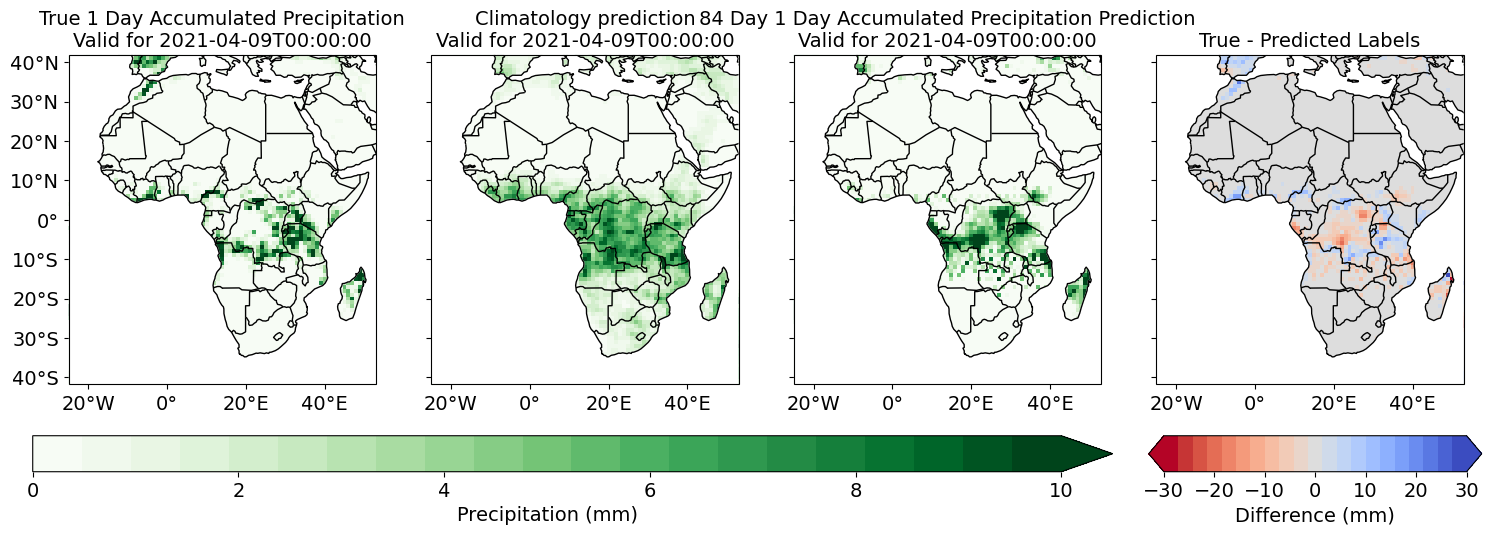 True 1 Day Accumulated Precipitation
Valid for 2021-04-09T00:00:00
Climatology prediction
Valid for 2021-04-09T00:00:00
84 Day 1 Day Accumulated Precipitation Prediction
Valid for 2021-04-09T00:00:00
True - Predicted Labels
40°N
30°N
20°N
10°N
0°
10°S
20°S
30°S
40°S
20°W 0° 20°E 40°E
20°W 0° 20°E 40°E
20°W 0° 20°E 40°E
20°W 0° 20°E 40°E
0 2 4 6 8 10
Precipitation (mm)
−30 −20 −10 0 10 20 30
Difference (mm)